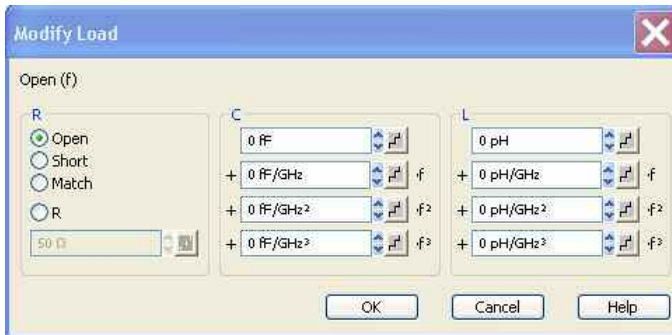 Modify Load
Open (f)
R
Open
Short
Match
R
50 Ω
C
0 fF
+ 0 fF/GHz ·f
+ 0 fF/GHz² ·f²
+ 0 fF/GHz³ ·f³
L
0 pH
+ 0 pH/GHz ·f
+ 0 pH/GHz² ·f²
+ 0 pH/GHz³ ·f³
OK
Cancel
Help